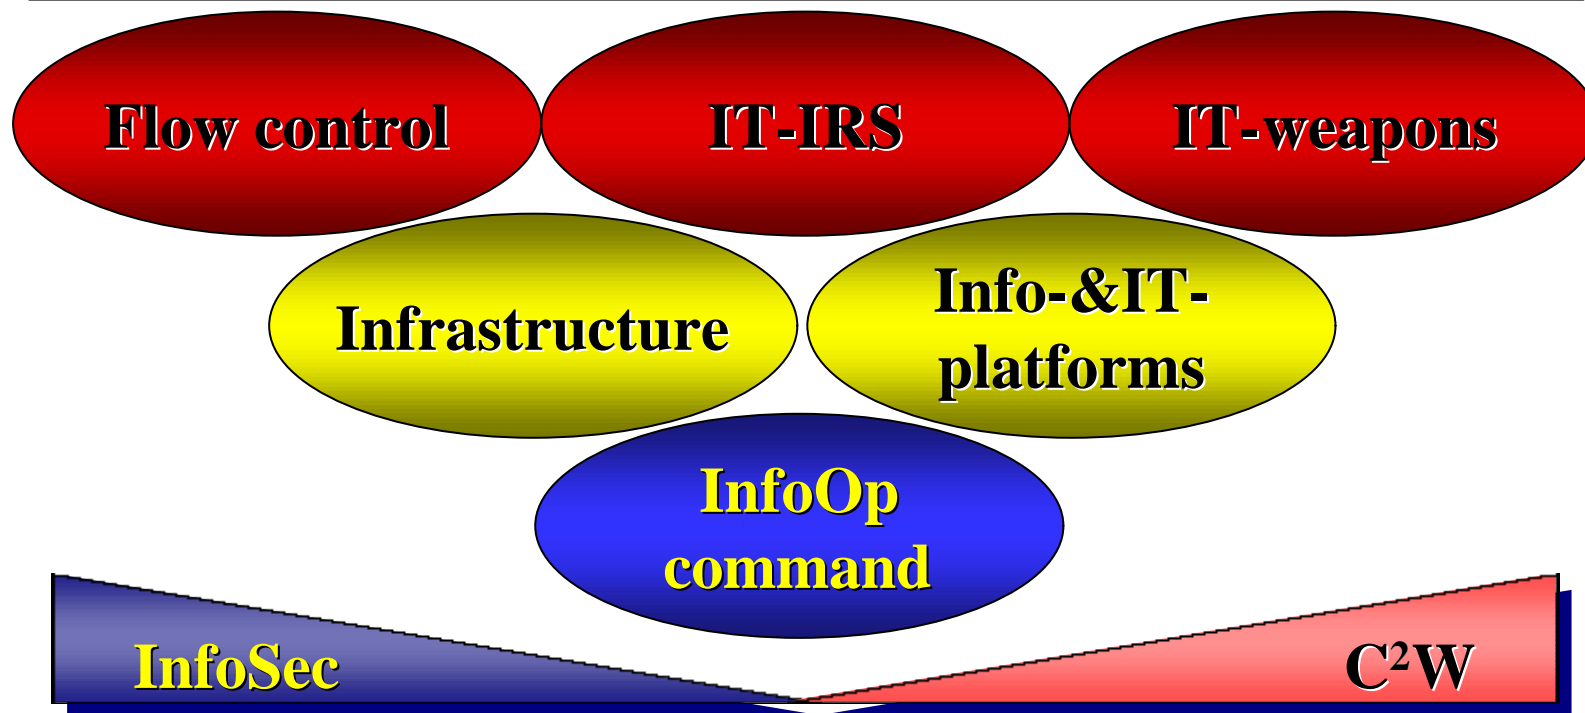 Flow control
IT-IRS
IT-weapons
Infrastructure
Info-&IT-
platforms
InfoOp
command
InfoSec
C²W